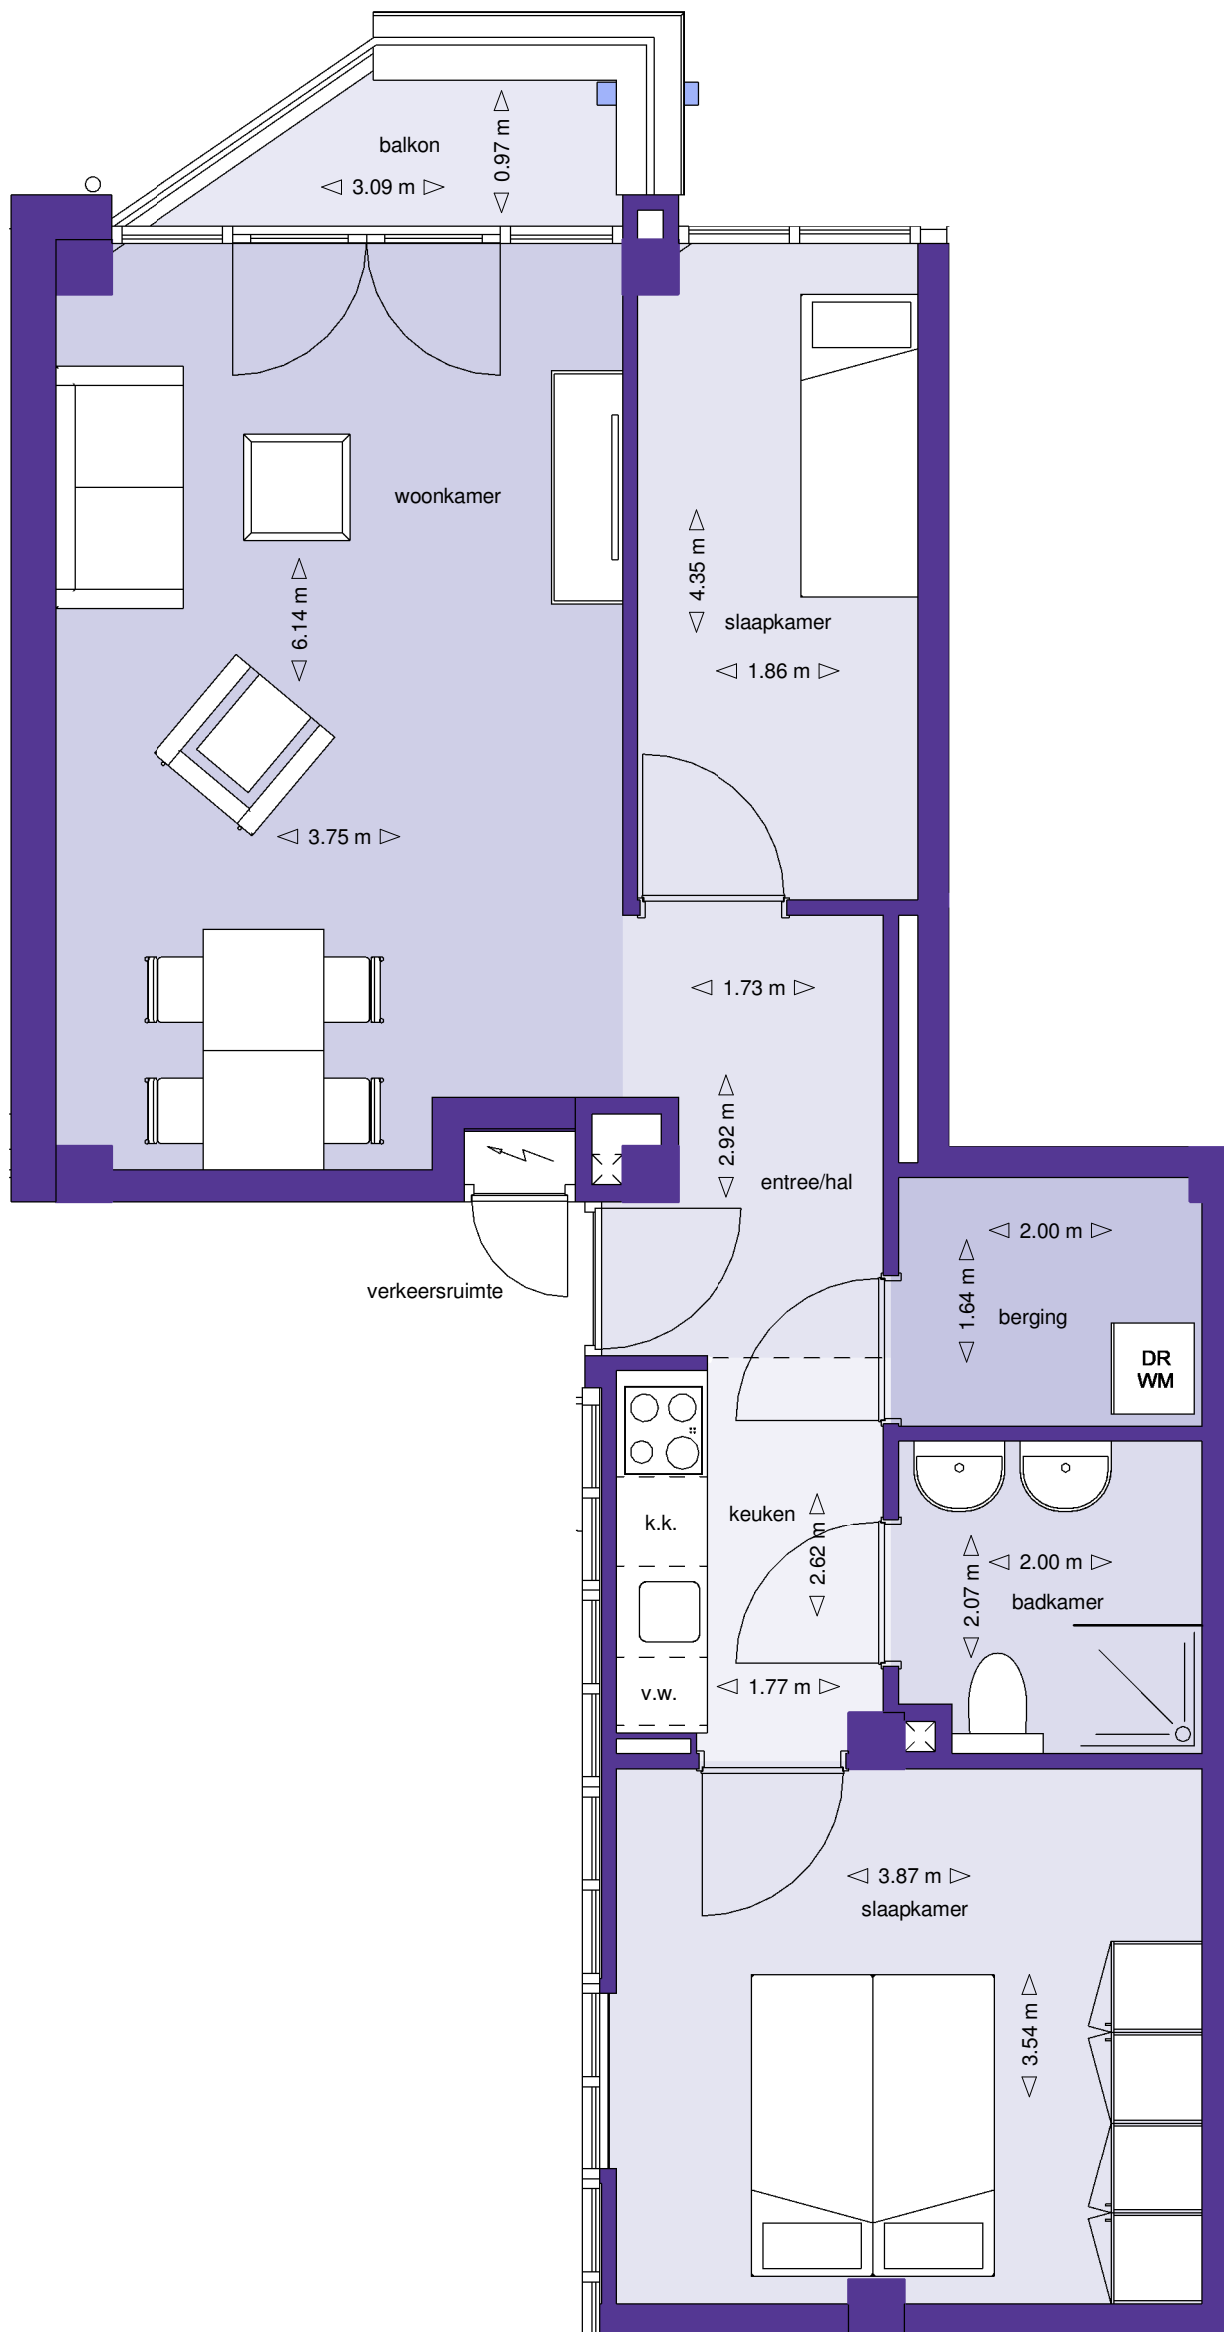 balkon
0.97 m
3.09 m
woonkamer
6.14 m
3.75 m
4.35 m
slaapkamer
1.86 m
1.73 m
2.92 m
entree/hal
verkeersruimte
2.00 m
1.64 m
berging
DR
WM
keuken
k.k.
2.62 m
2.00 m
2.07 m
badkamer
1.77 m
v.w.
3.87 m
slaapkamer
3.54 m